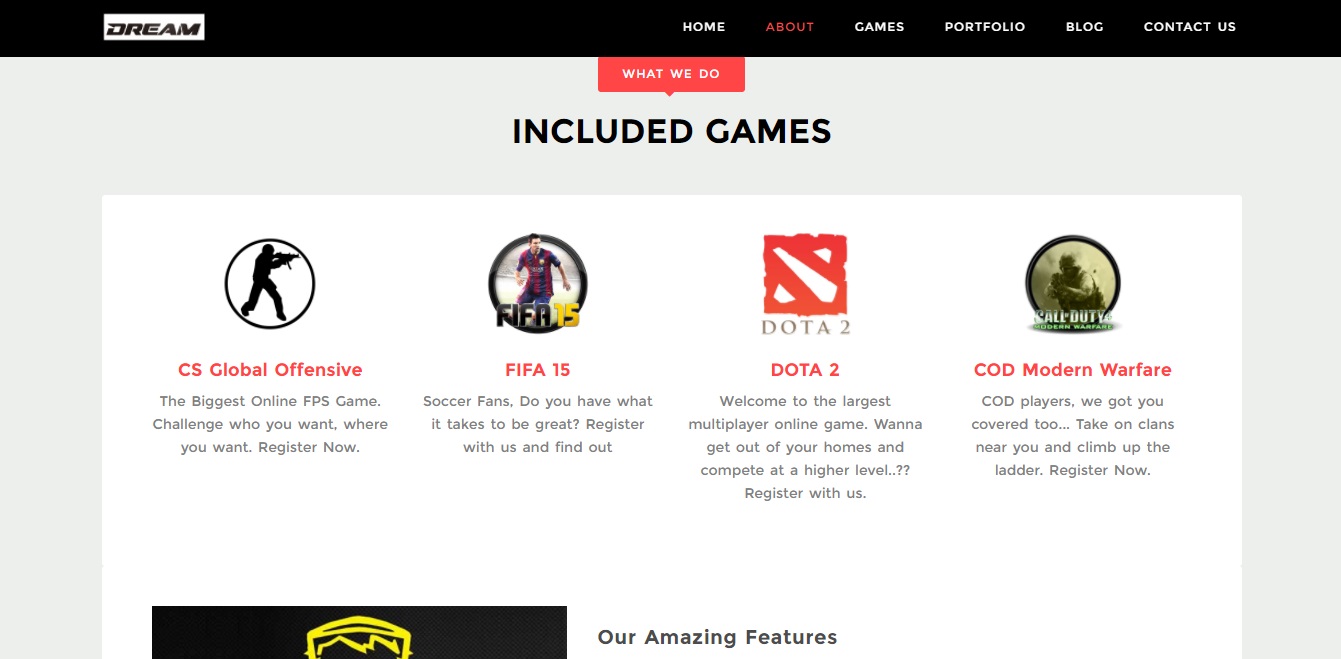 DREAM
HOME ABOUT GAMES PORTFOLIO BLOG CONTACT US
WHAT WE DO
INCLUDED GAMES
FIFA 15
DOTA 2
CALL OF DUTY 4
MODERN WARFARE
CS Global Offensive
The Biggest Online FPS Game.
Challenge who you want, where
you want. Register Now.
FIFA 15
Soccer Fans, Do you have what
it takes to be great? Register
with us and find out
DOTA 2
Welcome to the largest
multiplayer online game. Wanna
get out of your homes and
compete at a higher level..??
Register with us.
COD Modern Warfare
COD players, we got you
covered too... Take on clans
near you and climb up the
ladder. Register Now.
Our Amazing Features